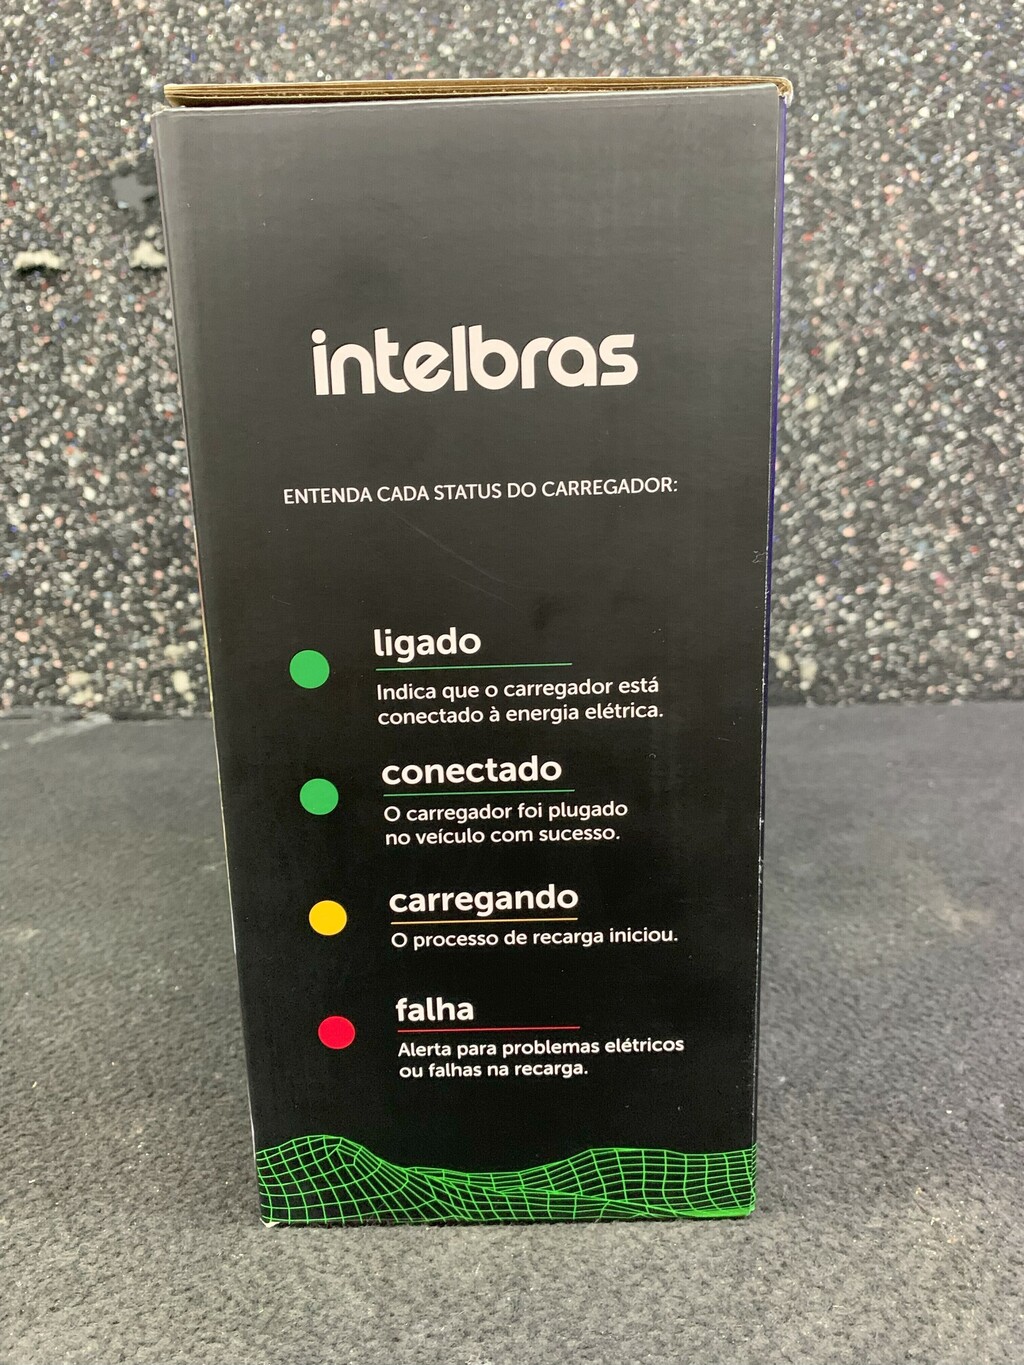 intelbras
ENTENDA CADA STATUS DO CARREGADOR:
ligado
Indica que o carregador está
conectado à energia elétrica.
conectado
O carregador foi plugado
no veículo com sucesso.
carregando
O processo de recarga iniciou.
falha
Alerta para problemas elétricos
ou falhas na recarga.